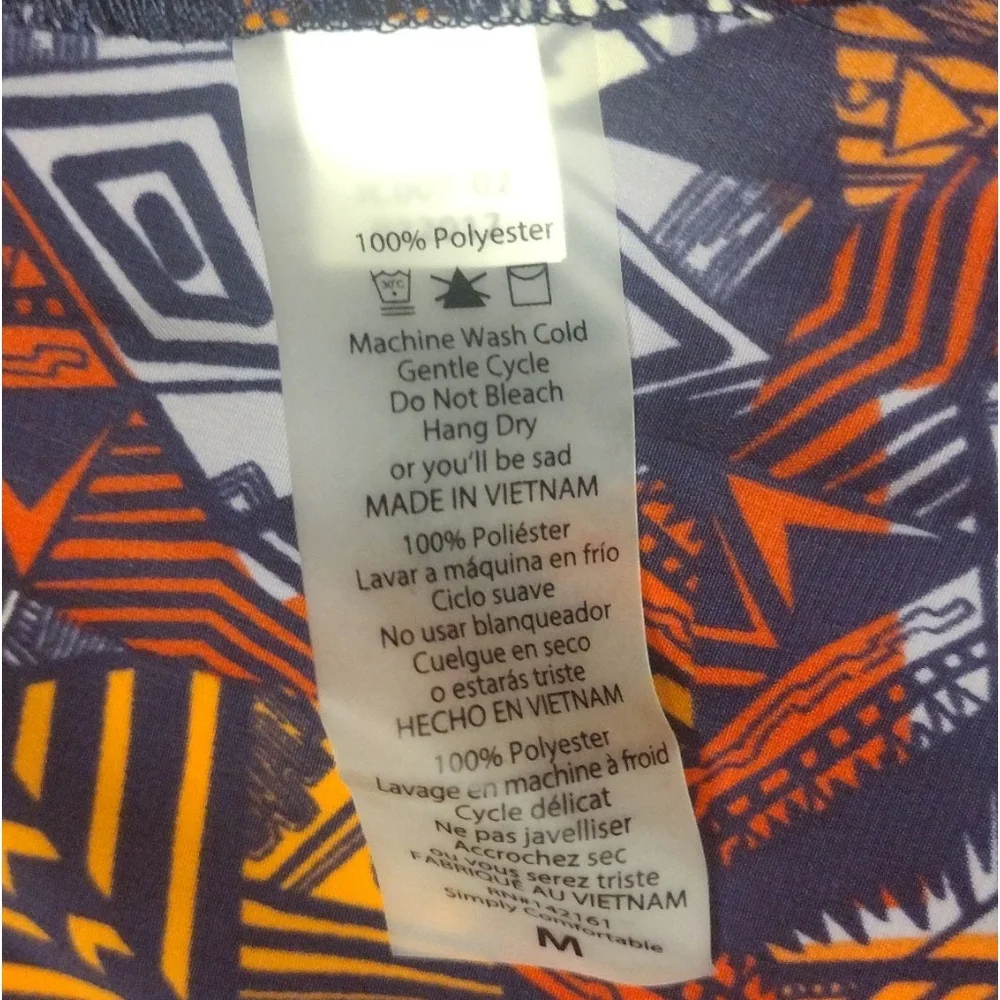 100% Polyester
30°C
Machine Wash Cold
Gentle Cycle
Do Not Bleach
Hang Dry
or you'll be sad
MADE IN VIETNAM
100% Poliéster
Lavar a máquina en frío
Ciclo suave
No usar blanqueador
Cuelgue en seco
o estarás triste
HECHO EN VIETNAM
100% Polyester
Lavage en machine à froid
Cycle délicat
Ne pas javelliser
Accrochez sec
ou vous serez triste
FABRIQUÉ AU VIETNAM
RN#142161
Simply Comfortable
M